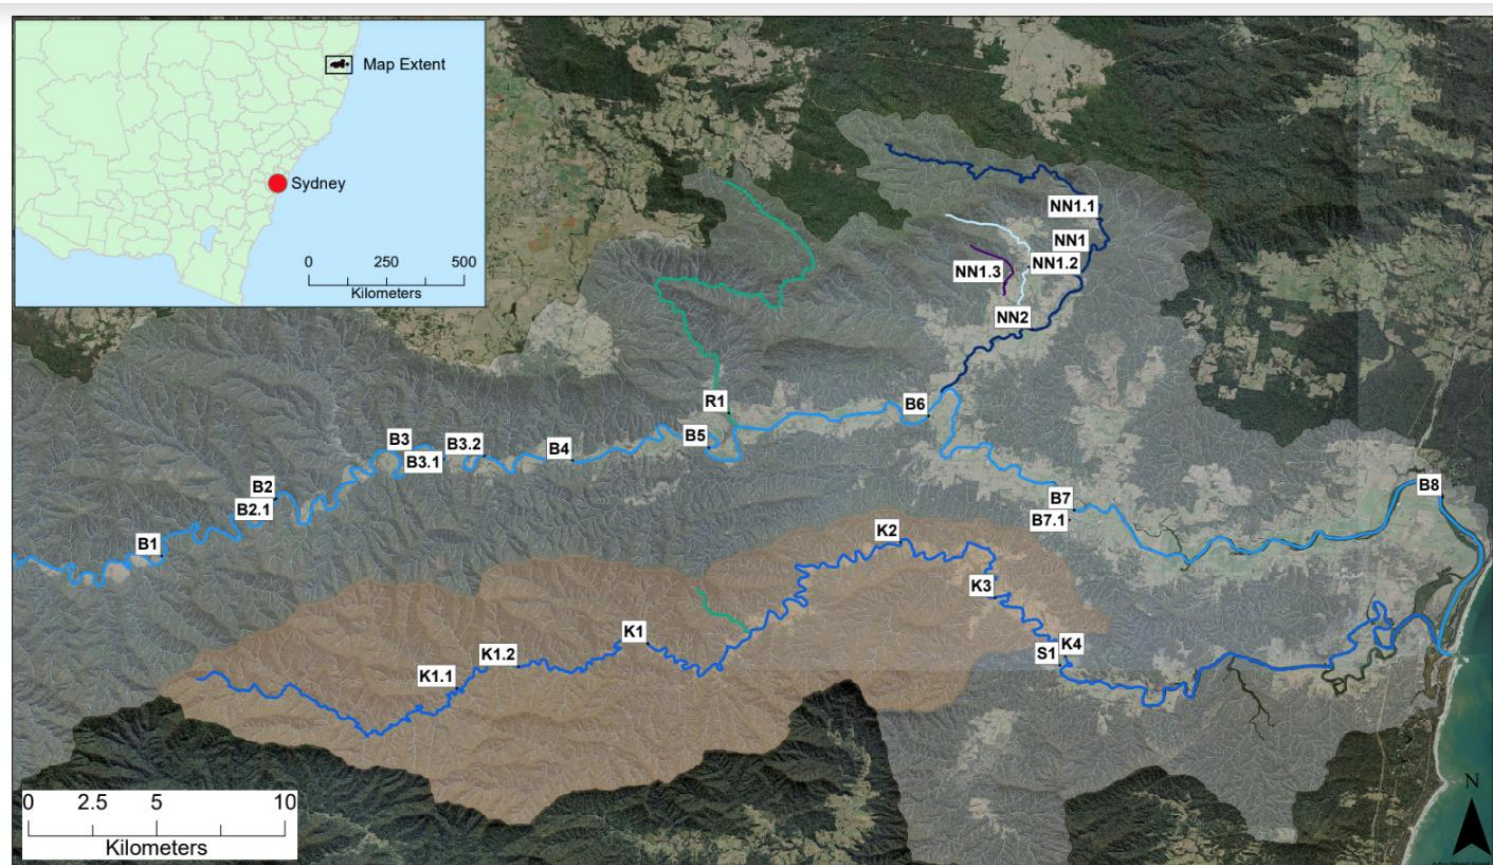 Map Extent
Sydney
0 250 500
Kilometers
NN1.1
NN1
NN1.2
NN1.3
NN2
R1
B6
B5
B3
B3.2
B3.1
B4
B2
B2.1
B1
B7
B7.1
B8
K2
K3
K1
K4
K1.2
S1
K1.1
0 2.5 5 10
Kilometers
N